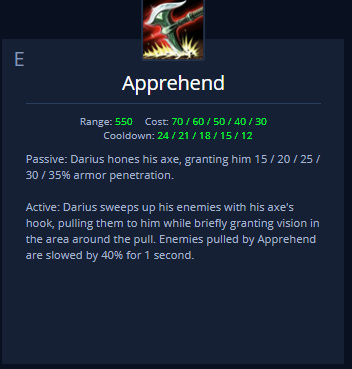 E
Apprehend
Range: 550 Cost: 70 / 60 / 50 / 40 / 30
Cooldown: 24 / 21 / 18 / 15 / 12
Passive: Darius hones his axe, granting him 15 / 20 / 25 /
30 / 35% armor penetration.
Active: Darius sweeps up his enemies with his axe's
hook, pulling them to him while briefly granting vision in
the area around the pull. Enemies pulled by Apprehend
are slowed by 40% for 1 second.